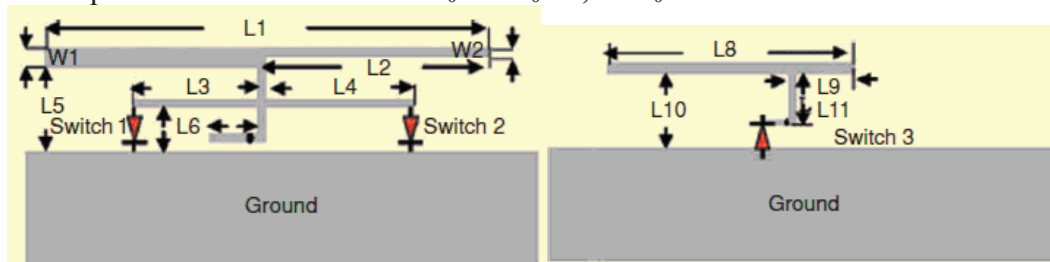 L1
W1
W2
L2
L3
L4
L5
L6
Switch 1
Switch 2
Ground
L8
L9
L10
L11
Switch 3
Ground